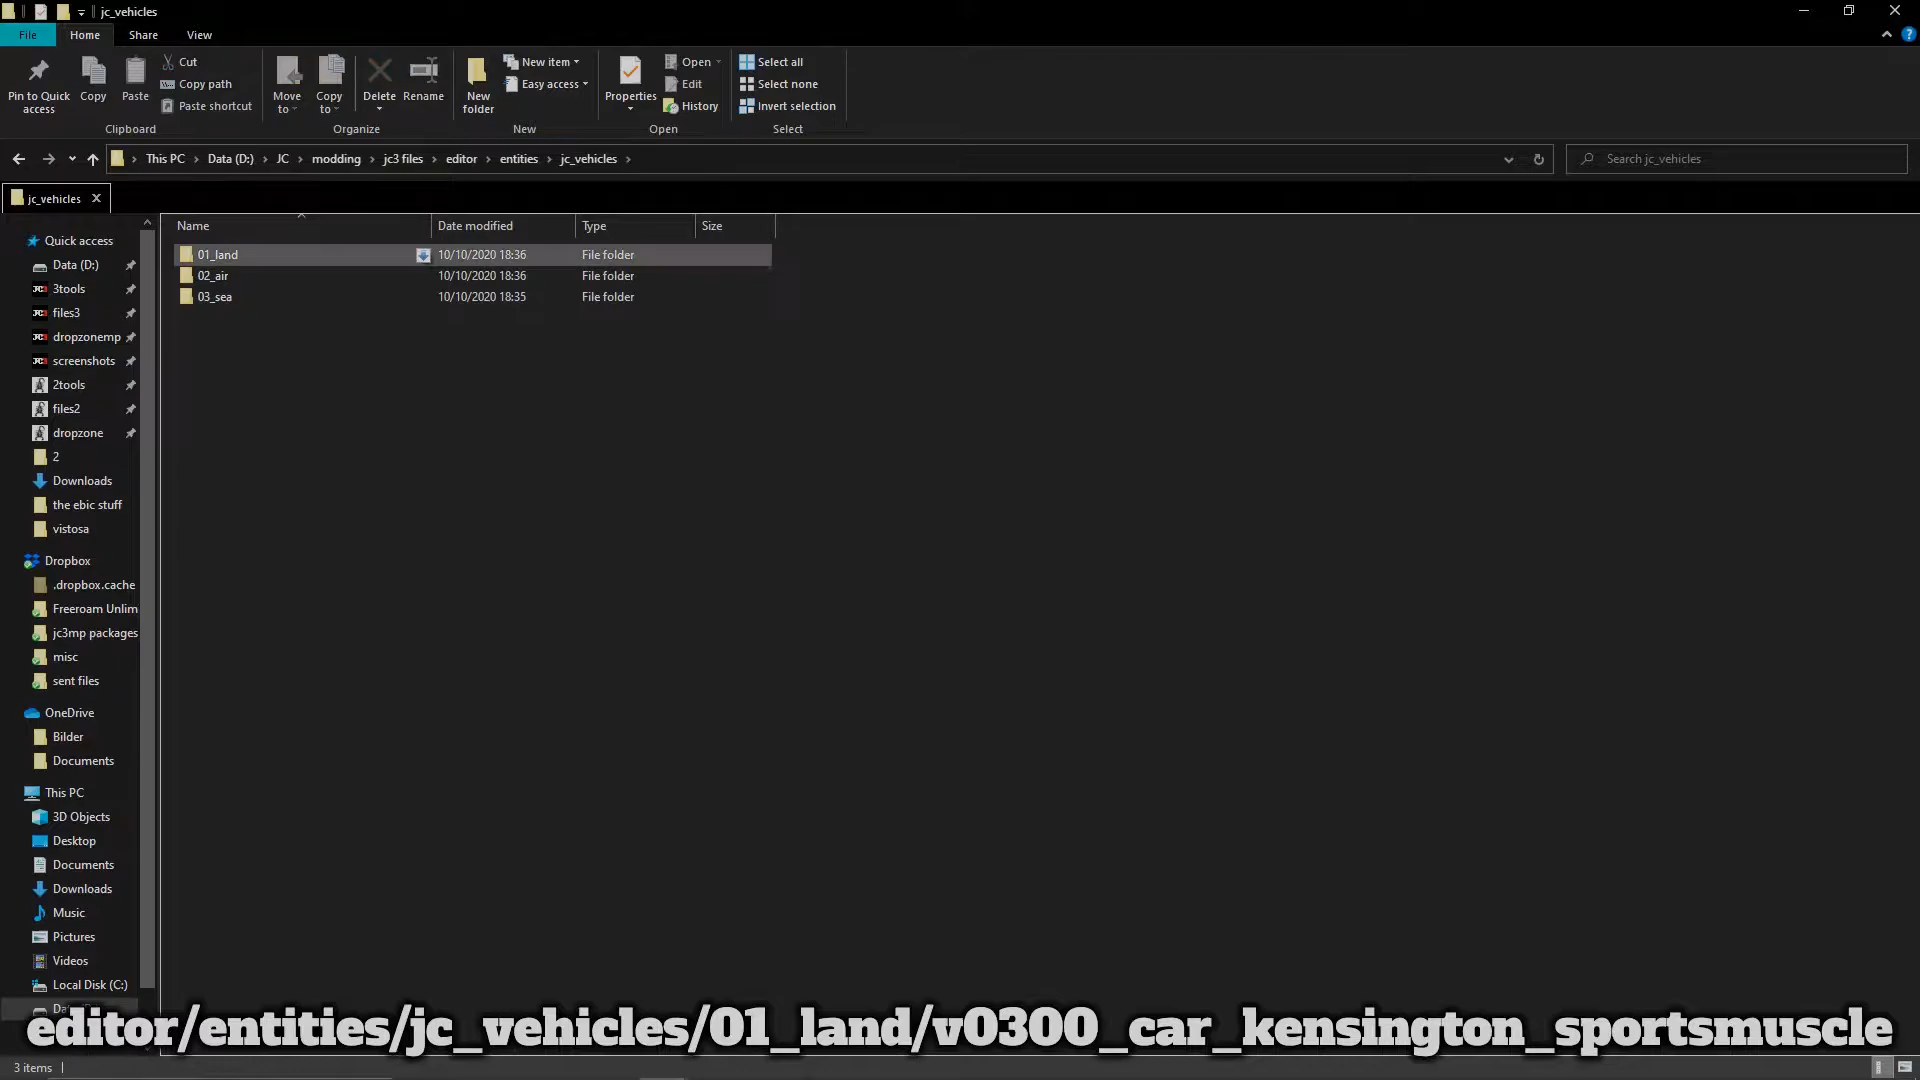 jc_vehicles
File Home Share View
Pin to Quick access
Copy
Paste
Cut
Copy path
Paste shortcut
Clipboard
Move to
Copy to
Delete
Rename
Organize
New folder
New item
Easy access
New
Properties
Open
Edit
History
Open
Select all
Select none
Invert selection
Select
This PC > Data (D:) > JC > modding > jc3 files > editor > entities > jc_vehicles >
Search jc_vehicles
jc_vehicles
Name Date modified Type Size
01_land 10/10/2020 18:36 File folder
02_air 10/10/2020 18:36 File folder
03_sea 10/10/2020 18:35 File folder
Quick access
Data (D:)
3tools
files3
dropzonemp
screenshots
2tools
files2
dropzone
2
Downloads
the ebic stuff
vistosa
Dropbox
.dropbox.cache
Freeroam Unlim
jc3mp packages
misc
sent files
OneDrive
Bilder
Documents
This PC
3D Objects
Desktop
Documents
Downloads
Music
Pictures
Videos
Local Disk (C:)
editor/entities/jc_vehicles/01_land/v0300_car_kensington_sportsmuscle
3 items